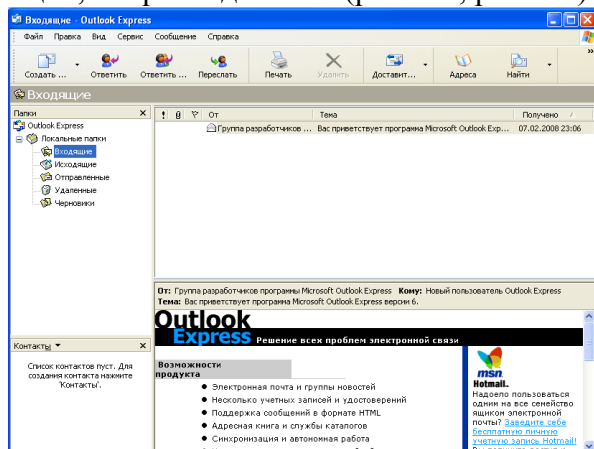 Входящие - Outlook Express
Файл Правка Вид Сервис Сообщение Справка
Создать ... Ответить Ответить ... Переслать Печать Удалить Доставит... Адреса Найти
Входящие
Папки
Outlook Express
Локальные папки
Входящие
Исходящие
Отправленные
Удаленные
Черновики
От Тема Получено
Группа разработчиков ... Вас приветствует программа Microsoft Outlook Exp... 07.02.2008 23:06
От: Группа разработчиков программы Microsoft Outlook Express Кому: Новый пользователь Outlook Express
Тема: Вас приветствует программа Microsoft Outlook Express версии 6.
Outlook
Express Решение всех проблем электронной связи
Возможности
продукта
Электронная почта и группы новостей
Несколько учетных записей и удостоверений
Поддержка сообщений в формате HTML
Адресная книга и службы каталогов
Синхронизация и автономная работа
msn
Hotmail.
Надоело пользоваться
одним на все семейство
ящиком электронной
почты? Заведите себе
бесплатную личную
учетную запись Hotmail!
Контакты
Список контактов пуст. Для
создания контакта нажмите
'Контакты'.